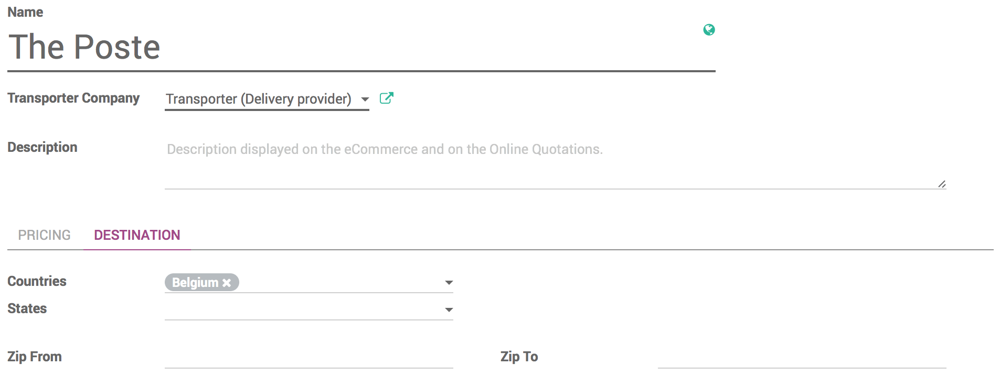 Name
The Poste
Transporter Company Transporter (Delivery provider)
Description Description displayed on the eCommerce and on the Online Quotations.
PRICING DESTINATION
Countries Belgium
States
Zip From Zip To